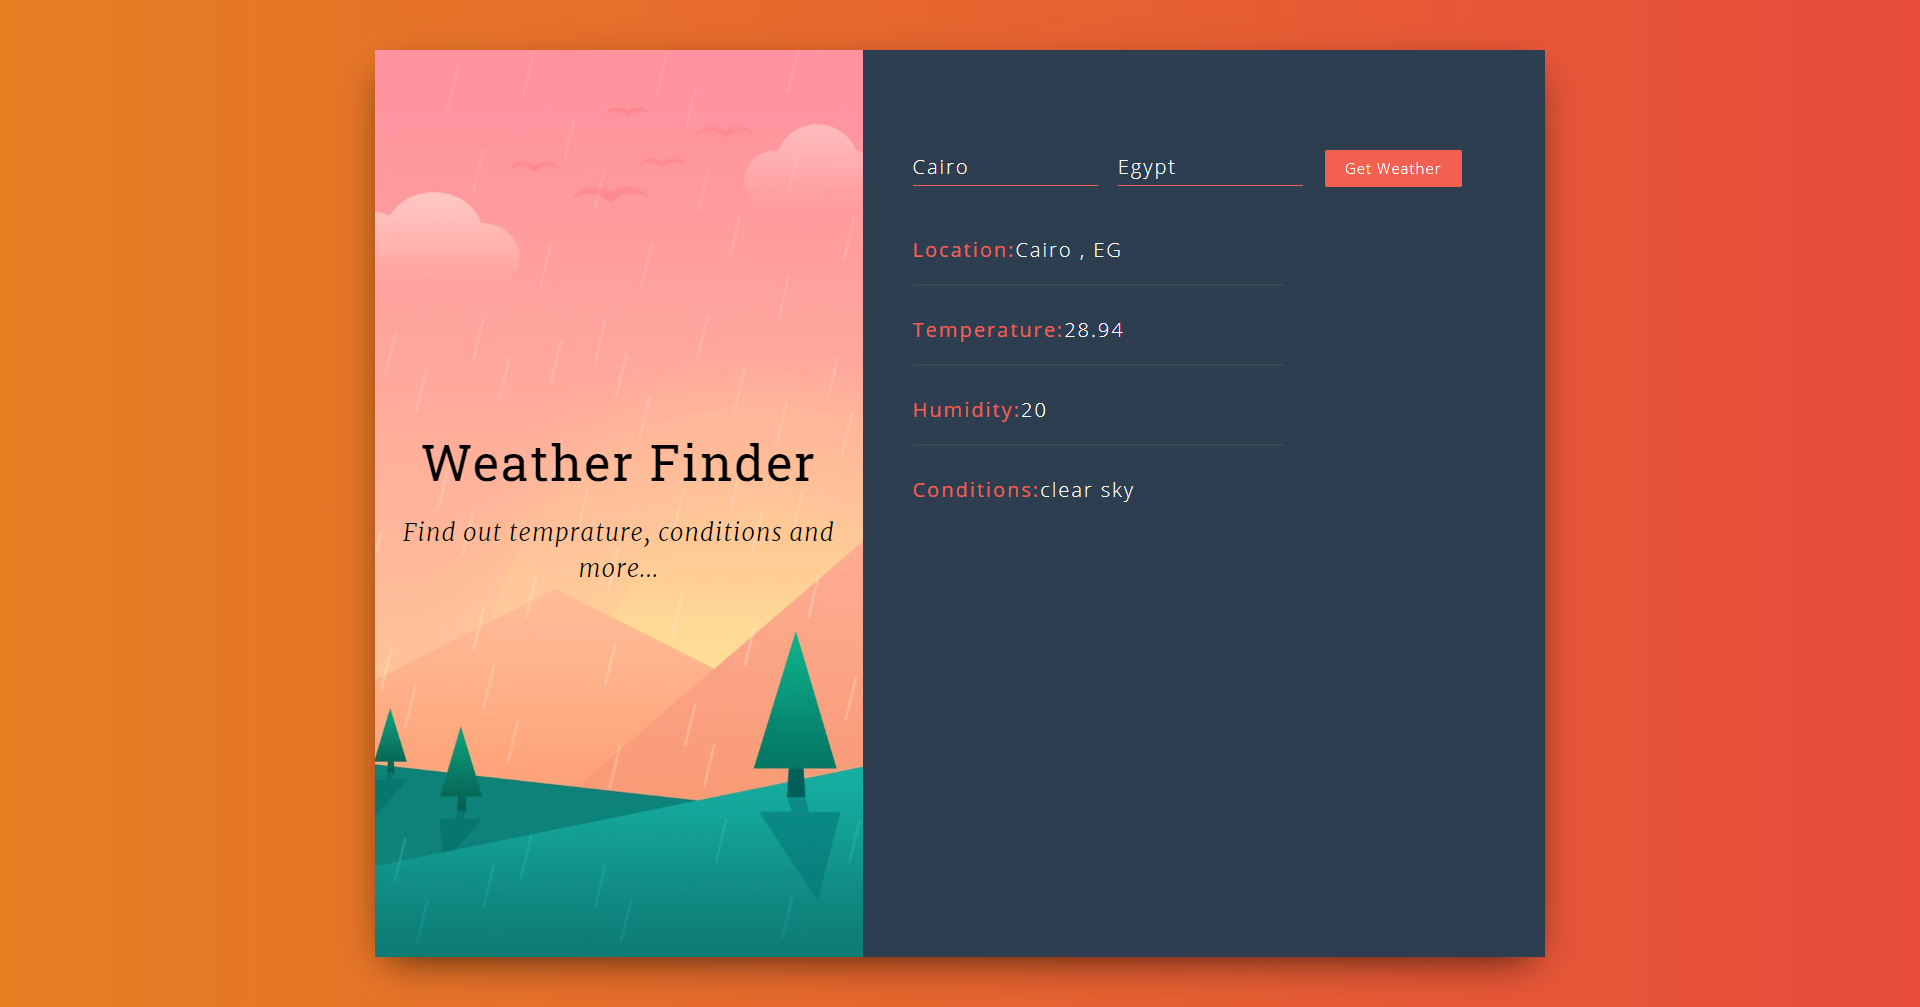 Weather Finder
Find out temprature, conditions and
more...
Cairo Egypt Get Weather
Location:Cairo , EG
Temperature:28.94
Humidity:20
Conditions:clear sky